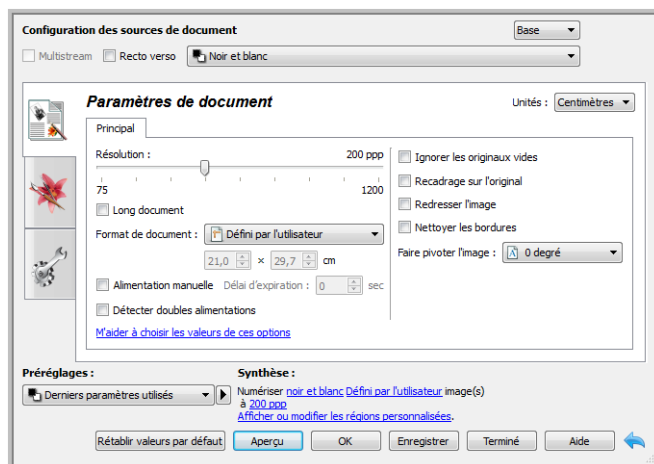 Configuration des sources de document
Base
Multistream
Recto verso
Noir et blanc
Paramètres de document
Unités :
Centimètres
Principal
Résolution :
200 ppp
75
1200
Long document
Format de document :
Défini par l'utilisateur
21,0 × 29,7 cm
Alimentation manuelle
Délai d'expiration :
0
sec
Détecter doubles alimentations
M'aider à choisir les valeurs de ces options
Ignorer les originaux vides
Recadrage sur l'original
Redresser l'image
Nettoyer les bordures
Faire pivoter l'image :
0 degré
Préréglages :
Derniers paramètres utilisés
Synthèse :
Numériser noir et blanc Défini par l'utilisateur image(s)
à 200 ppp
Afficher ou modifier les régions personnalisées.
Rétablir valeurs par défaut
Aperçu
OK
Enregistrer
Terminé
Aide